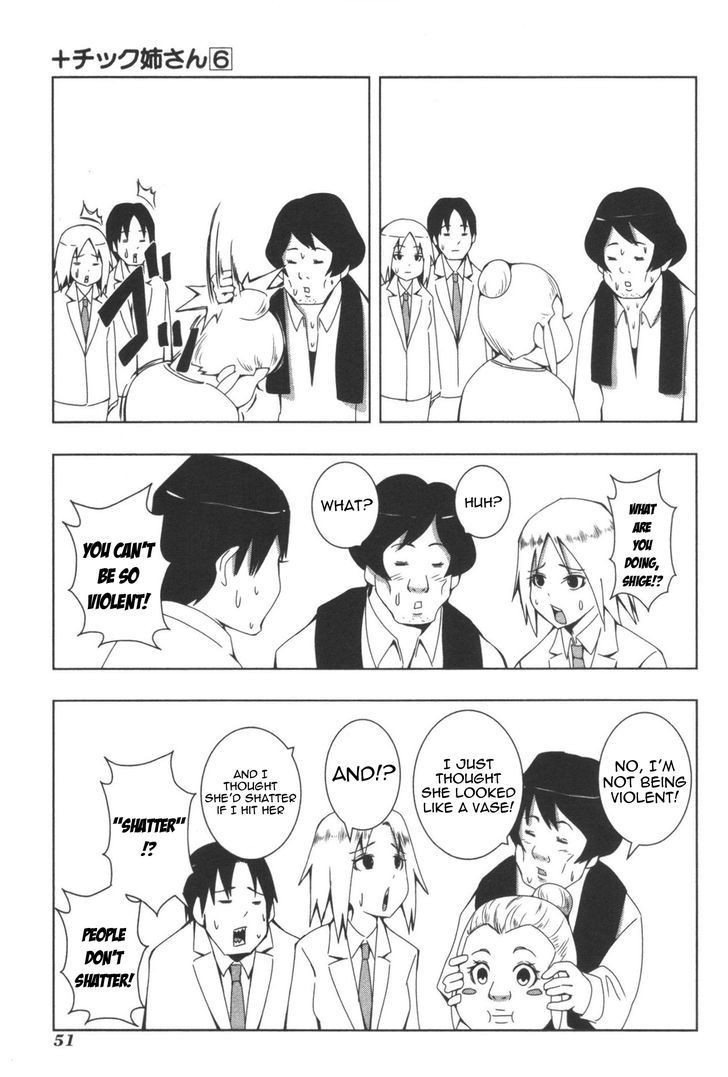 +チック姉さん 6
ブッ
WHAT
ARE
YOU
DOING,
SHIGE!?
HUH?
WHAT?
YOU CAN'T
BE SO
VIOLENT!
NO, I'M
NOT BEING
VIOLENT!
I JUST
THOUGHT
SHE LOOKED
LIKE A VASE!
AND!?
AND I
THOUGHT
SHE'D SHATTER
IF I HIT HER
"SHATTER"
!?
PEOPLE
DON'T
SHATTER!
51